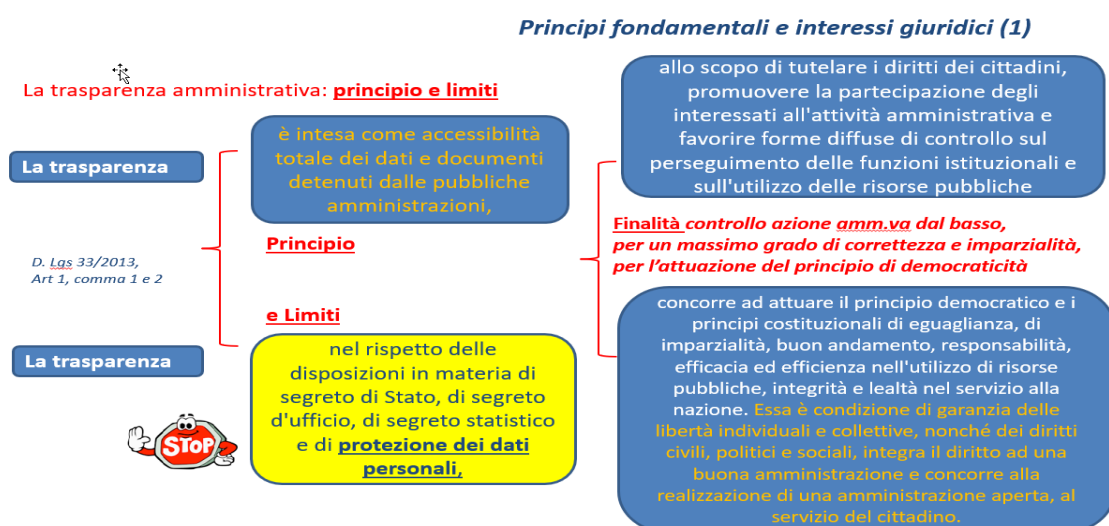 Principi fondamentali e interessi giuridici (1)
La trasparenza amministrativa: principio e limiti
La trasparenza
D. Lgs 33/2013,
Art 1, comma 1 e 2
La trasparenza
STOP
è intesa come accessibilità
totale dei dati e documenti
detenuti dalle pubbliche
amministrazioni,
Principio
e Limiti
nel rispetto delle
disposizioni in materia di
segreto di Stato, di segreto
d'ufficio, di segreto statistico
e di protezione dei dati
personali,
allo scopo di tutelare i diritti dei cittadini,
promuovere la partecipazione degli
interessati all'attività amministrativa e
favorire forme diffuse di controllo sul
perseguimento delle funzioni istituzionali e
sull'utilizzo delle risorse pubbliche
Finalità controllo azione amm.va dal basso,
per un massimo grado di correttezza e imparzialità,
per l’attuazione del principio di democraticità
concorre ad attuare il principio democratico e i
principi costituzionali di eguaglianza, di
imparzialità, buon andamento, responsabilità,
efficacia ed efficienza nell'utilizzo di risorse
pubbliche, integrità e lealtà nel servizio alla
nazione. Essa è condizione di garanzia delle
libertà individuali e collettive, nonché dei diritti
civili, politici e sociali, integra il diritto ad una
buona amministrazione e concorre alla
realizzazione di una amministrazione aperta, al
servizio del cittadino.